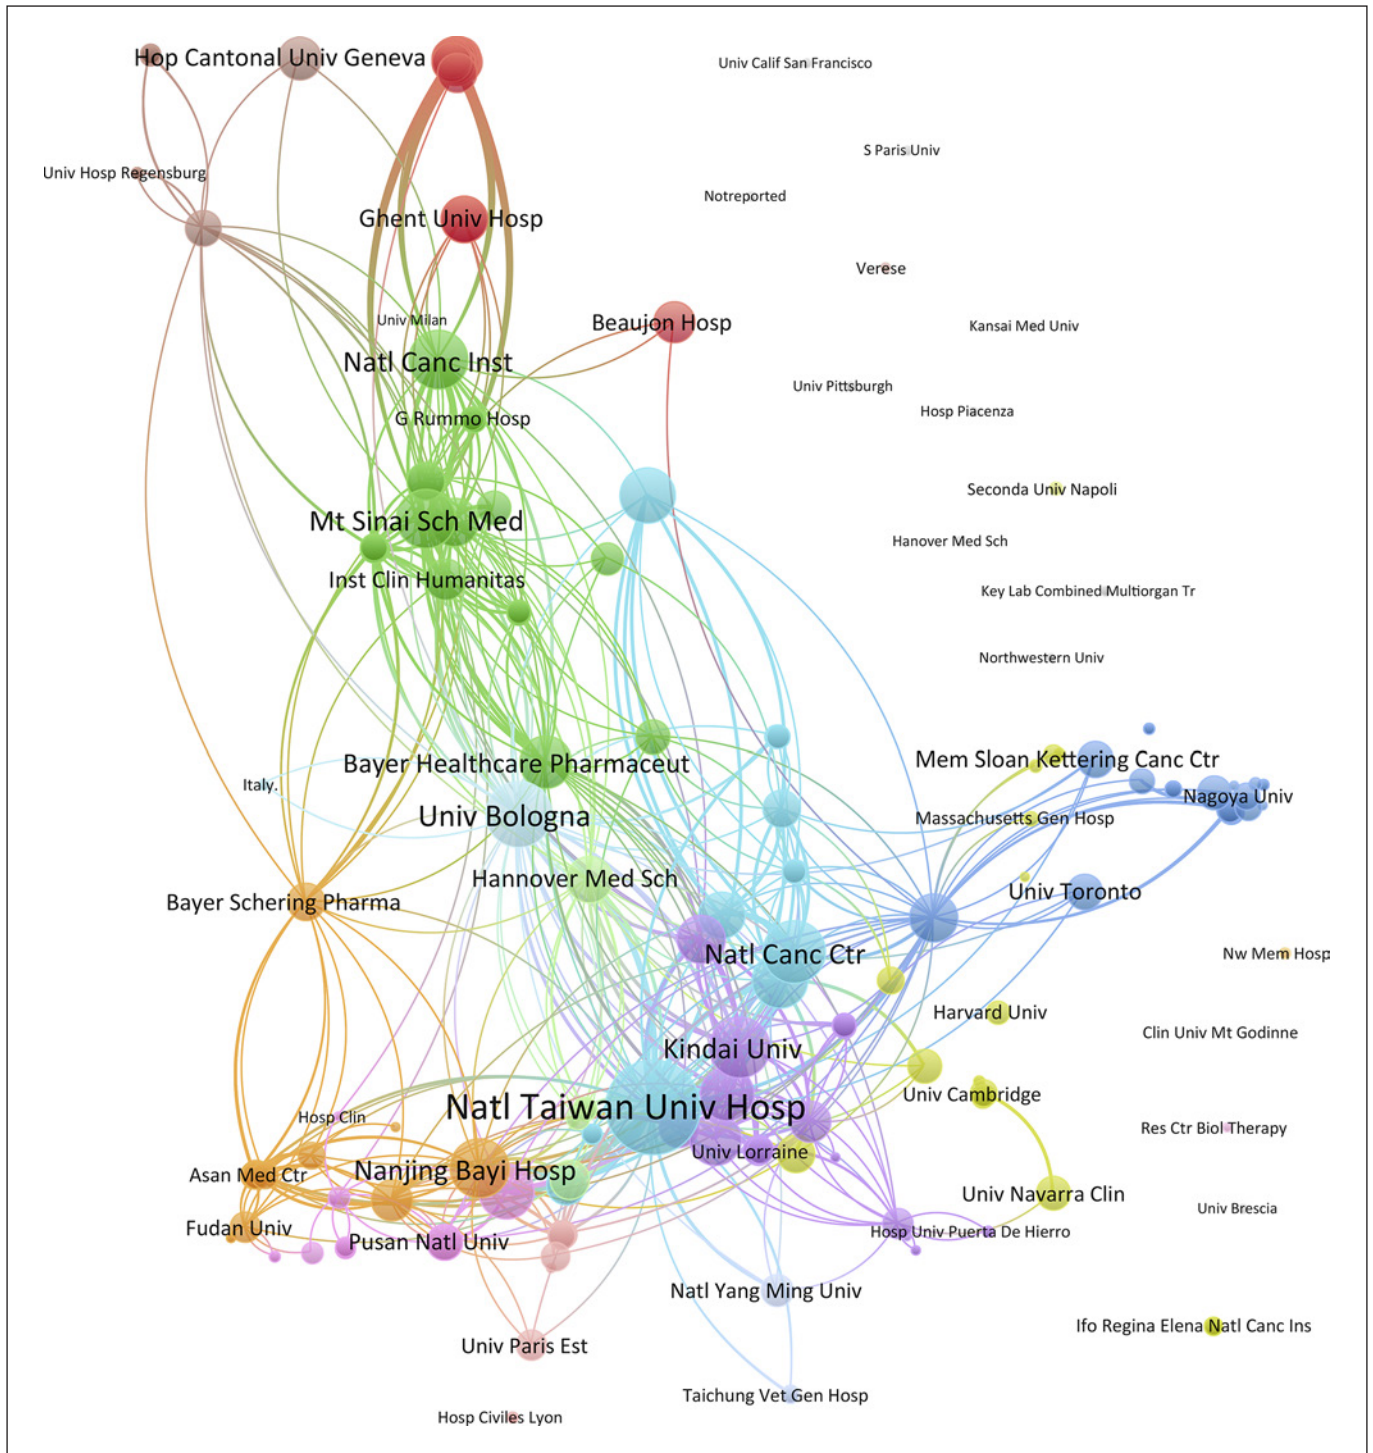 Hop Cantonal Univ Geneva
Univ Calif San Francisco
S Paris Univ
Univ Hosp Regensburg
Notreported
Ghent Univ Hosp
Verese
Univ Milan
Beaujon Hosp
Kansai Med Univ
Natl Canc Inst
Univ Pittsburgh
G Rummo Hosp
Hosp Piacenza
Seconda Univ Napoli
Mt Sinai Sch Med
Hanover Med Sch
Inst Clin Humanitas
Key Lab Combined Multiorgan Tr
Northwestern Univ
Mem Sloan Kettering Canc Ctr
Bayer Healthcare Pharmaceut
Italy.
Nagoya Univ
Univ Bologna
Massachusetts Gen Hosp
Hannover Med Sch
Univ Toronto
Bayer Schering Pharma
Natl Canc Ctr
Nw Mem Hosp
Harvard Univ
Clin Univ Mt Godinne
Kindai Univ
Univ Cambridge
Natl Taiwan Univ Hosp
Hosp Clin
Res Ctr Biol Therapy
Univ Lorraine
Asan Med Ctr
Nanjing Bayi Hosp
Univ Navarra Clin
Univ Brescia
Fudan Univ
Hosp Univ Puerta De Hierro
Pusan Natl Univ
Natl Yang Ming Univ
Ifo Regina Elena Natl Canc Ins
Univ Paris Est
Taichung Vet Gen Hosp
Hosp Civiles Lyon